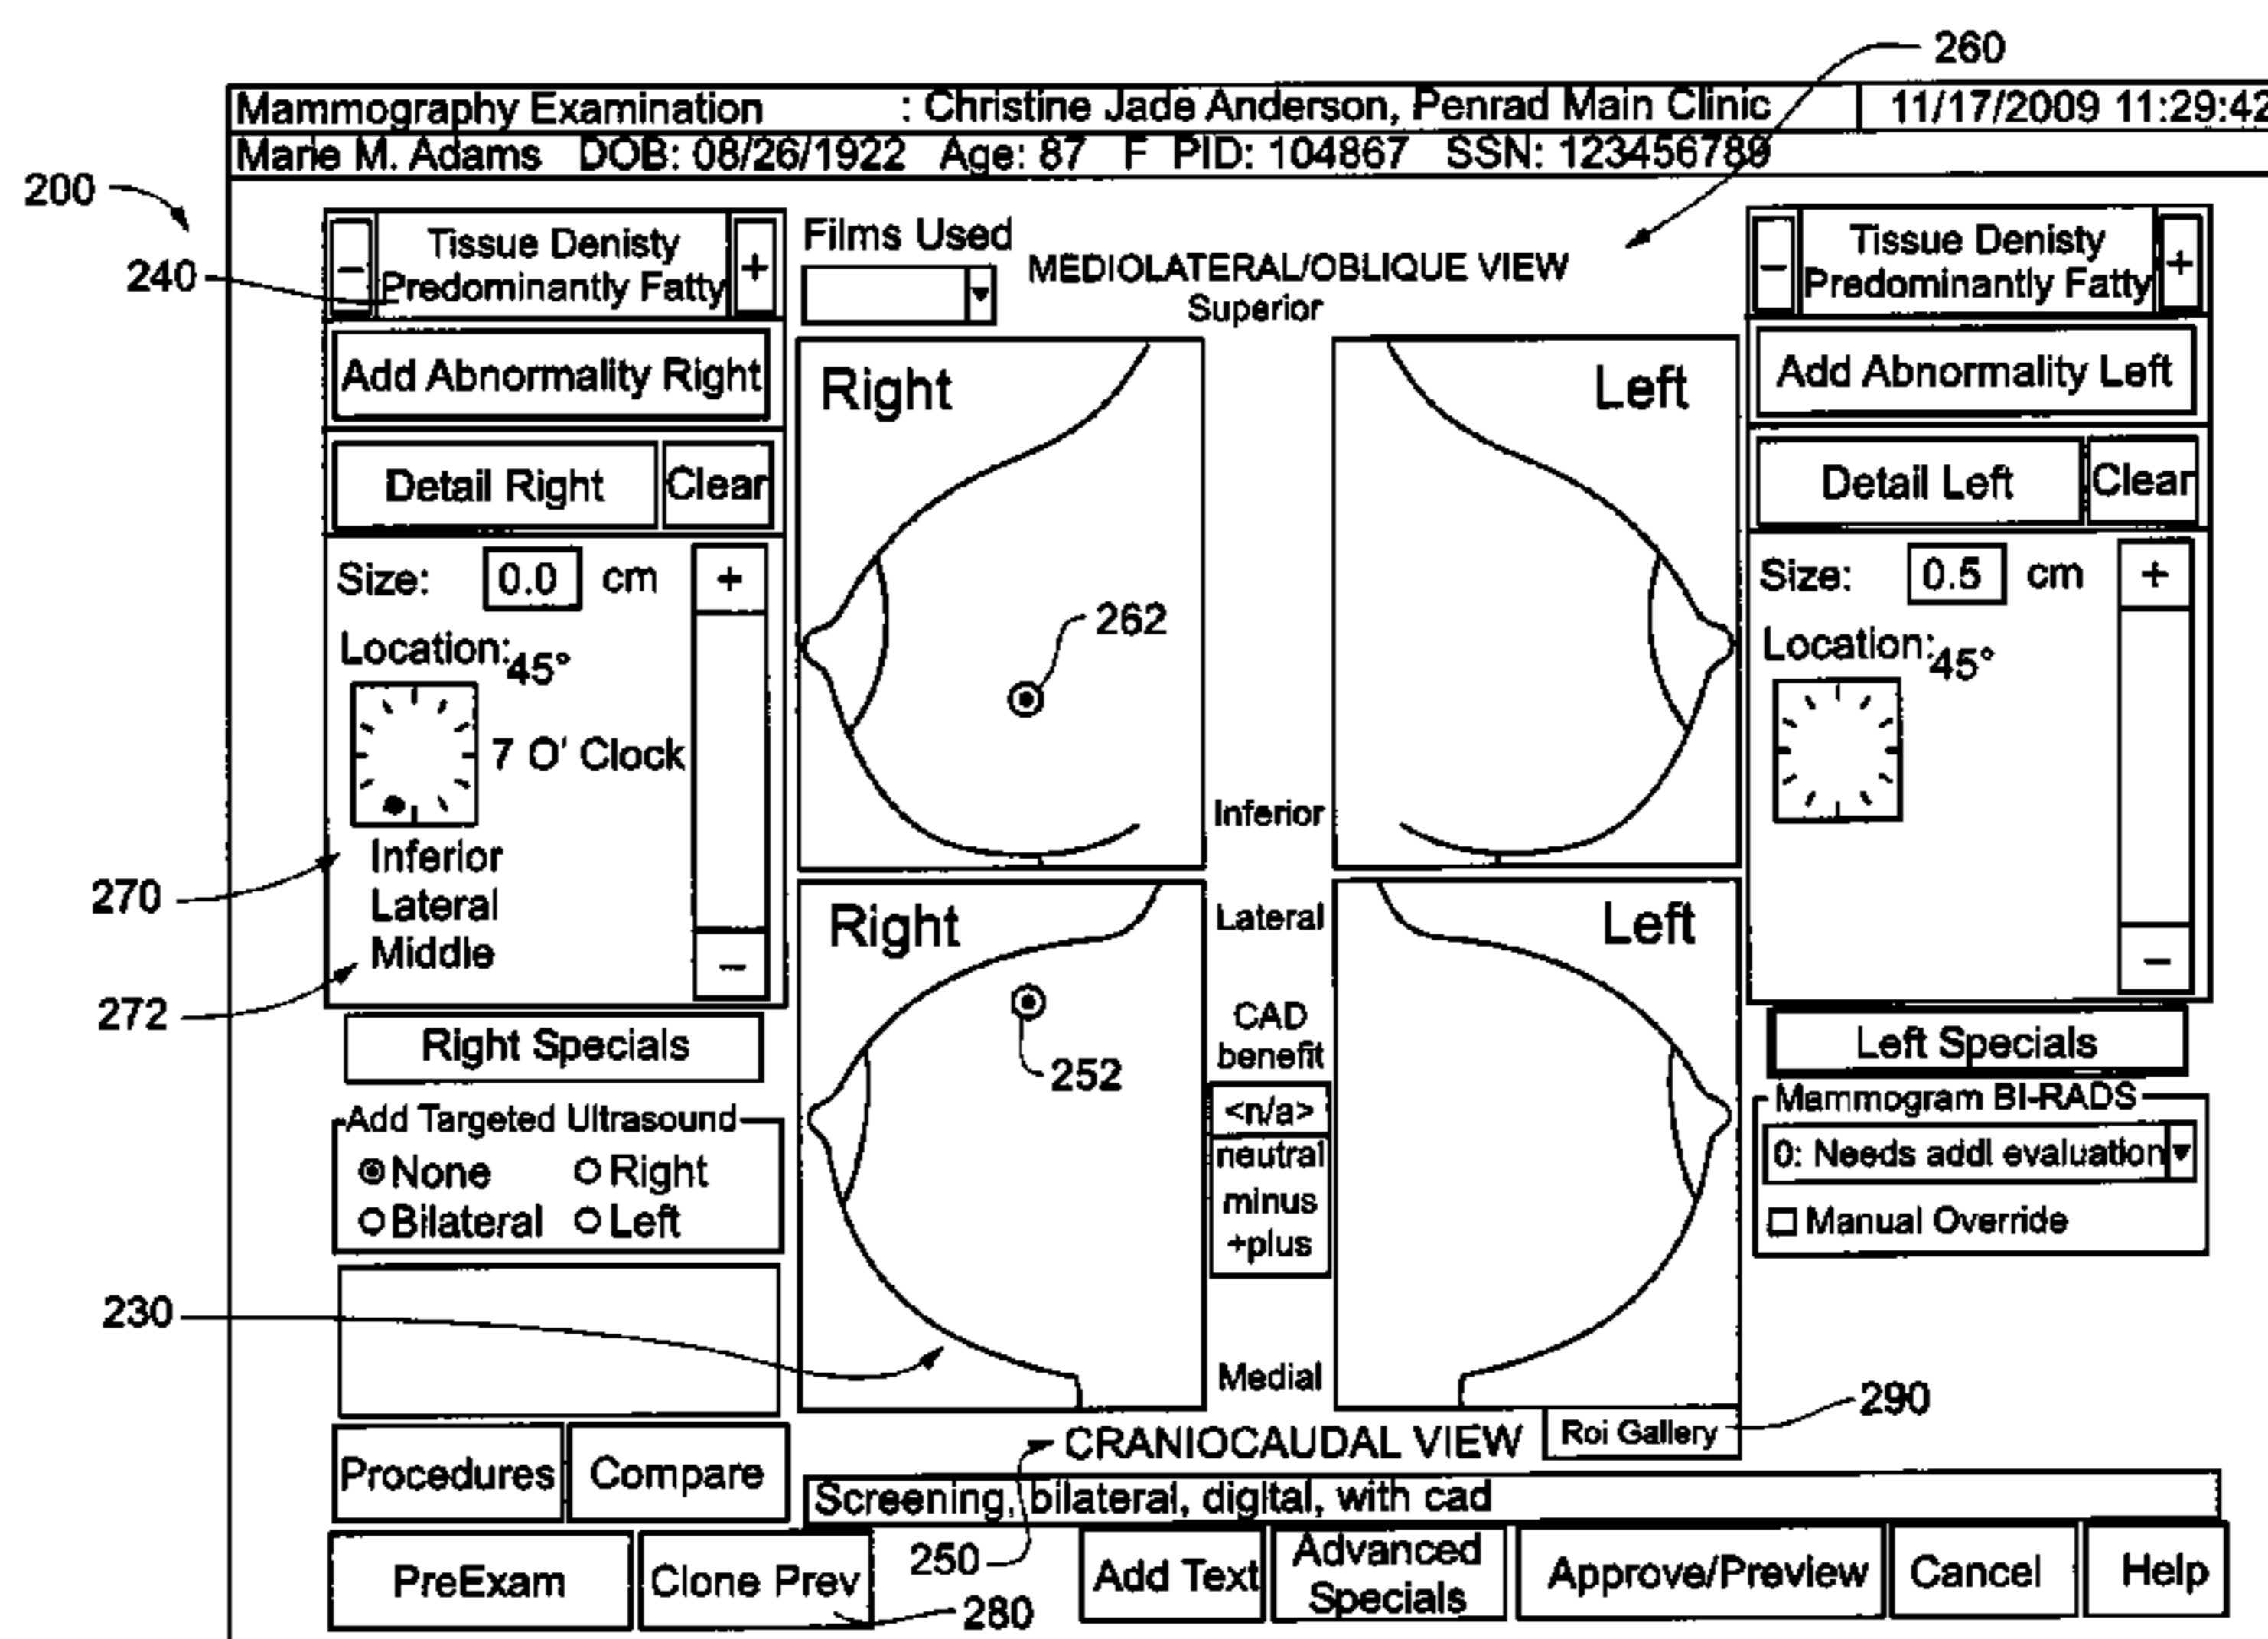 260
Mammography Examination : Christine Jade Anderson, Penrad Main Clinic 11/17/2009 11:29:42
Marie M. Adams DOB: 08/26/1922 Age: 87 F PID: 104867 SSN: 123456789
200
240
− Tissue Denisty +
Predominantly Fatty
Add Abnormality Right
Detail Right Clear
Size: 0.0 cm +
Location: 45°
7 O' Clock
Inferior
Lateral
Middle
−
270
272
Right Specials
Add Targeted Ultrasound
None Right
Bilateral Left
230
Procedures Compare
PreExam Clone Prev
280
Films Used
MEDIOLATERAL/OBLIQUE VIEW
Superior
Right Left
262
Inferior
Right Lateral Left
252
CAD
benefit
<n/a>
neutral
minus
+plus
Medial
250
CRANIOCAUDAL VIEW Roi Gallery
290
− Tissue Denisty +
Predominantly Fatty
Add Abnormality Left
Detail Left Clear
Size: 0.5 cm +
Location: 45°
−
Left Specials
Mammogram BI-RADS
0: Needs addl evaluation
Manual Override
Screening, bilateral, digital, with cad
Add Text Advanced Specials Approve/Preview Cancel Help